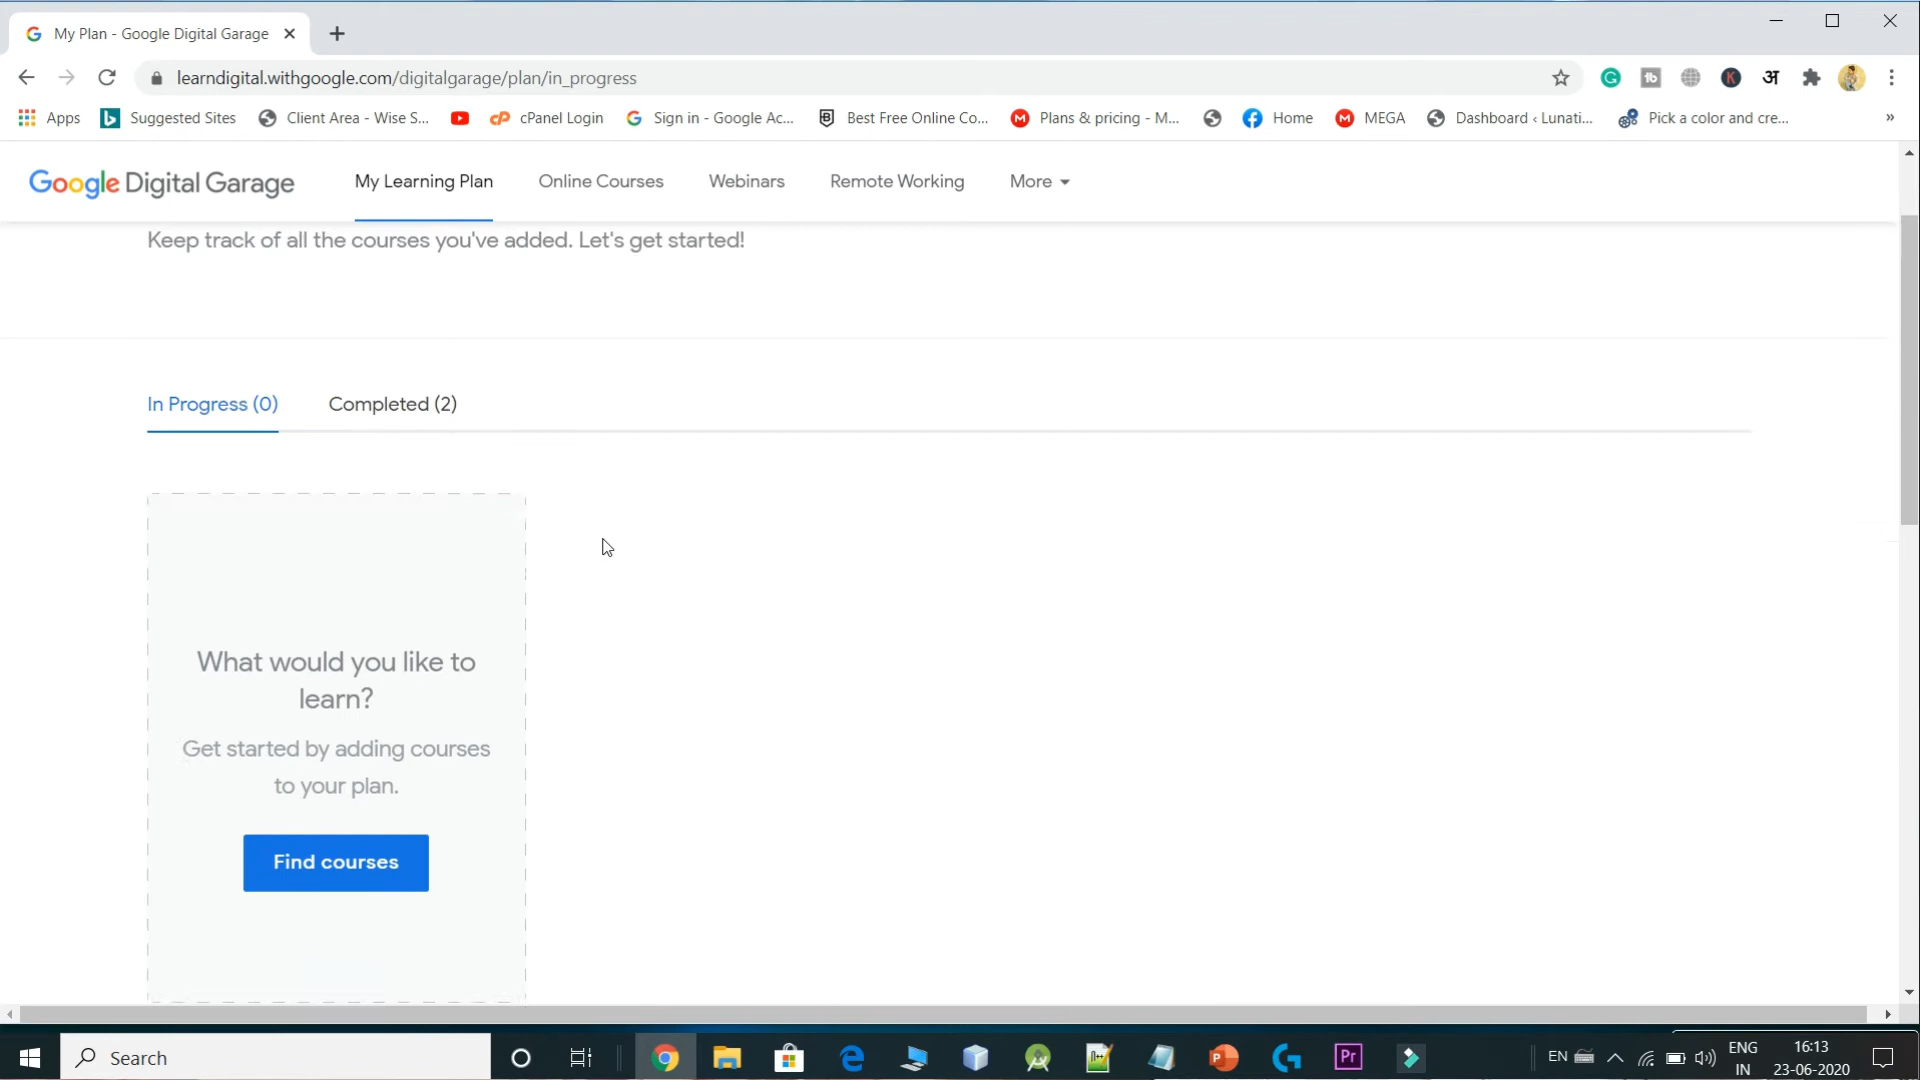 My Plan - Google Digital Garage
learndigital.withgoogle.com/digitalgarage/plan/in_progress
Apps Suggested Sites Client Area - Wise S... cPanel Login Sign in - Google Ac... Best Free Online Co... Plans & pricing - M... Home MEGA Dashboard ‹ Lunati... Pick a color and cre... »
Google Digital Garage My Learning Plan Online Courses Webinars Remote Working More
Keep track of all the courses you've added. Let's get started!
In Progress (0) Completed (2)
What would you like to
learn?
Get started by adding courses
to your plan.
Find courses
Search
EN
ENG
IN
16:13
23-06-2020